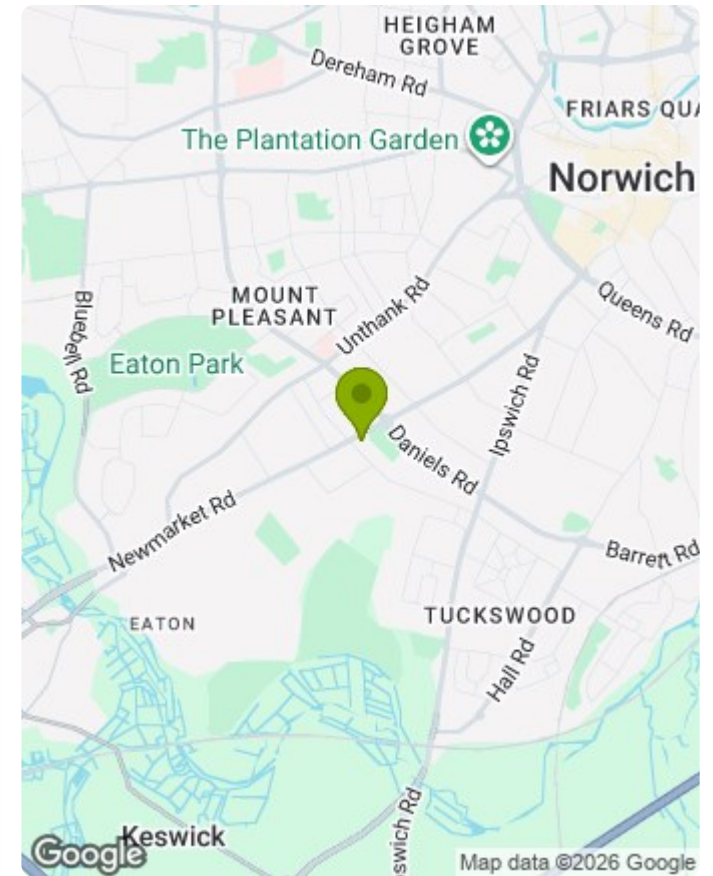 HEIGHAM
GROVE
Dereham Rd
FRIARS QUA
The Plantation Garden
Norwich
Bluebell Rd
MOUNT
PLEASANT
Unthank Rd
Queens Rd
Eaton Park
Ipswich Rd
Daniels Rd
Newmarket Rd
Barrett Rd
EATON
TUCKSWOOD
Hall Rd
swich Rd
Keswick
Google
Map data ©2026 Google